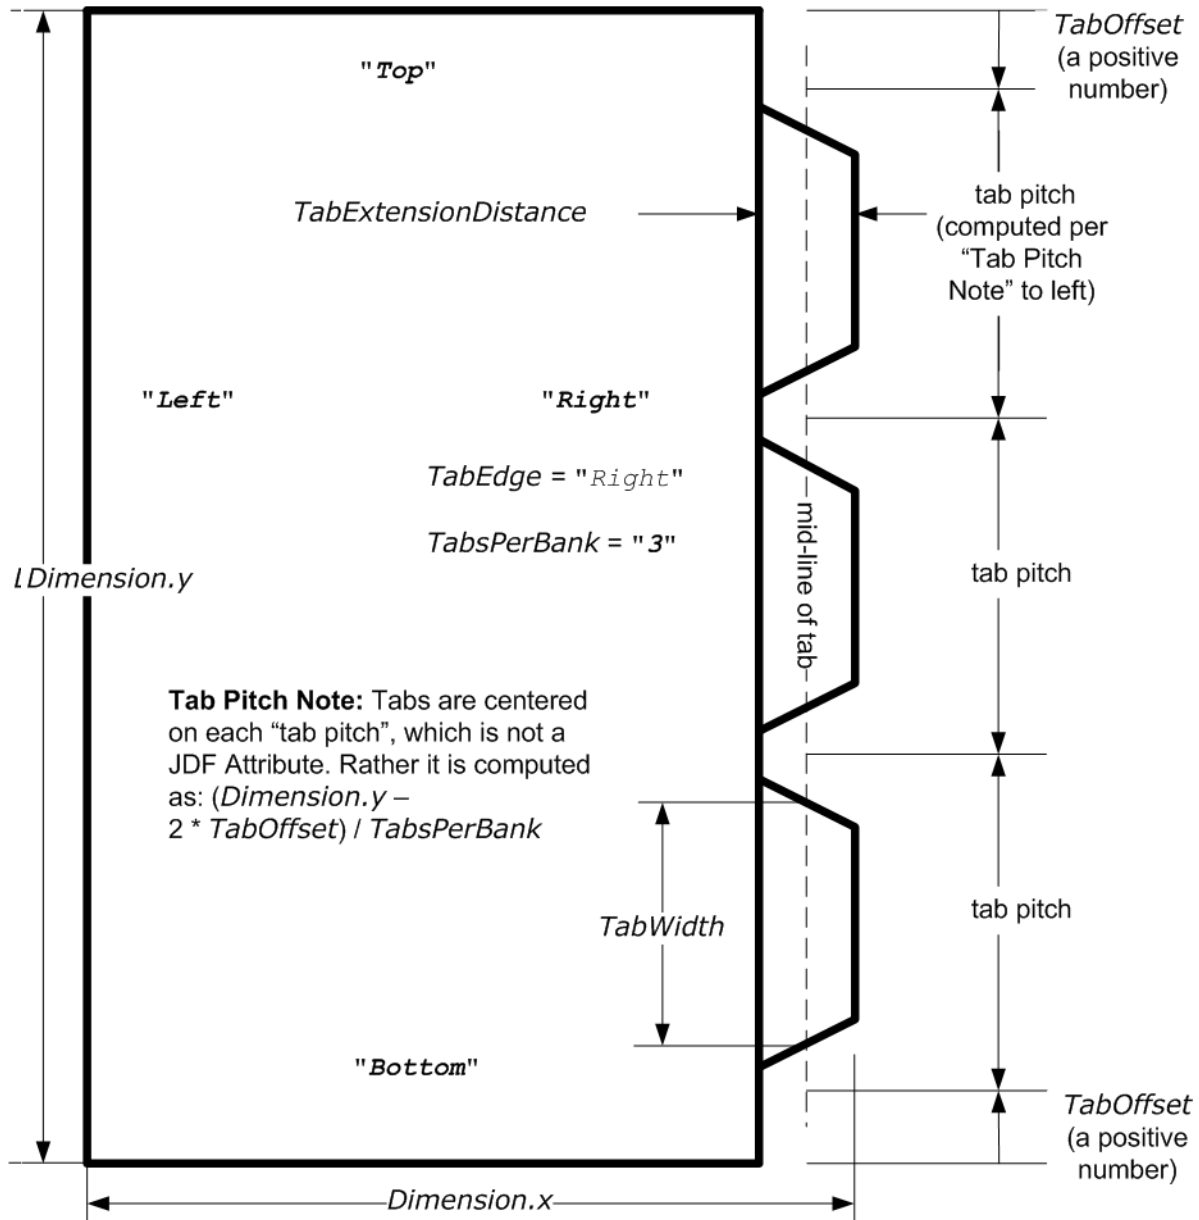 TabOffset
(a positive
number)
"Top"
tab pitch
(computed per
“Tab Pitch
Note” to left)
TabExtensionDistance
"Left"
"Right"
TabEdge = "Right"
TabsPerBank = "3"
mid-line of tab
Dimension.y
tab pitch
Tab Pitch Note: Tabs are centered
on each “tab pitch”, which is not a
JDF Attribute. Rather it is computed
as: (Dimension.y –
2 * TabOffset) / TabsPerBank
TabWidth
tab pitch
"Bottom"
TabOffset
(a positive
number)
Dimension.x